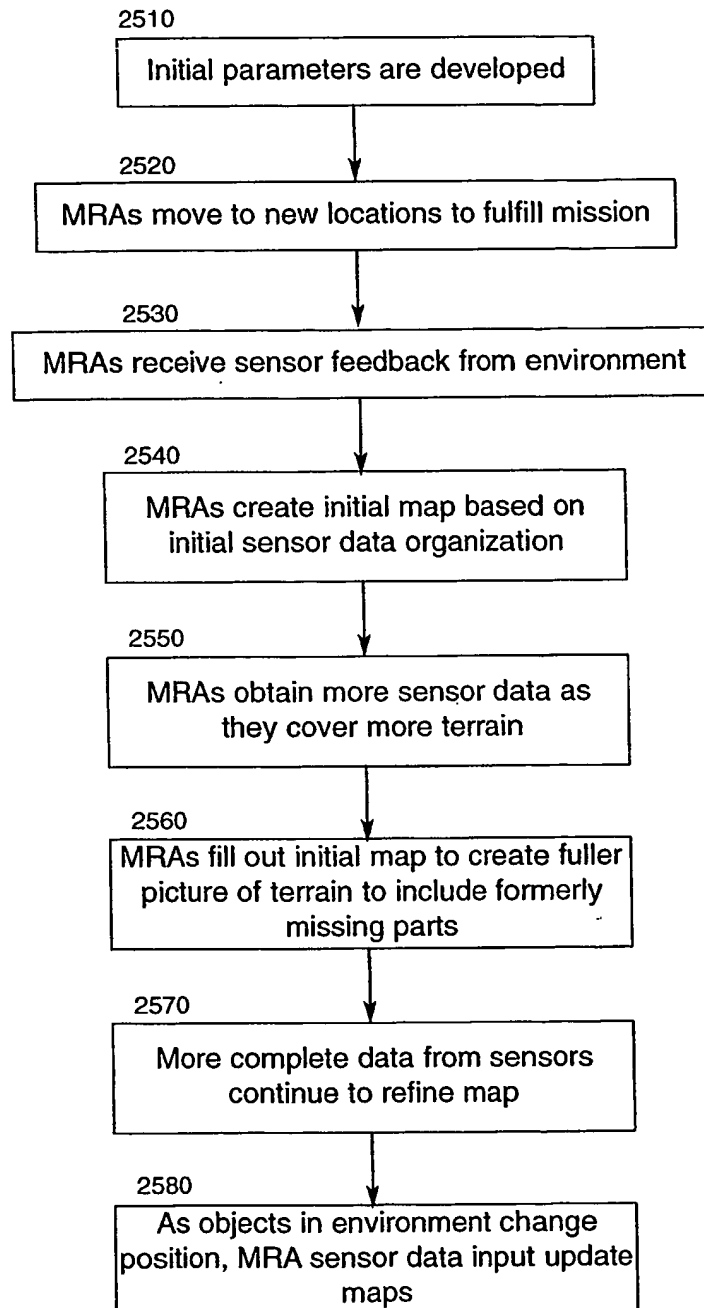 2510
Initial parameters are developed
2520
MRAs move to new locations to fulfill mission
2530
MRAs receive sensor feedback from environment
2540
MRAs create initial map based on
initial sensor data organization
2550
MRAs obtain more sensor data as
they cover more terrain
2560
MRAs fill out initial map to create fuller
picture of terrain to include formerly
missing parts
2570
More complete data from sensors
continue to refine map
2580
As objects in environment change
position, MRA sensor data input update
maps